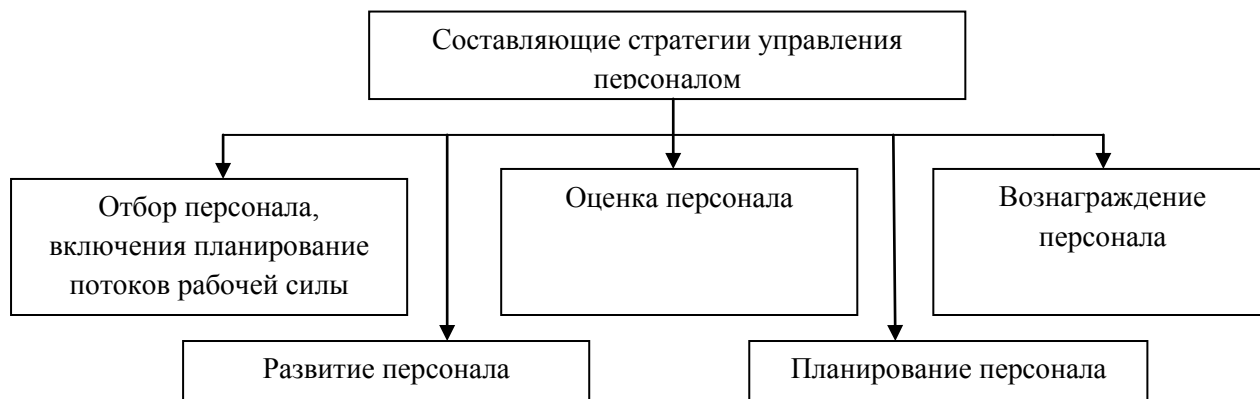 Составляющие стратегии управления
персоналом
Отбор персонала,
включения планирование
потоков рабочей силы
Оценка персонала
Вознаграждение
персонала
Развитие персонала
Планирование персонала